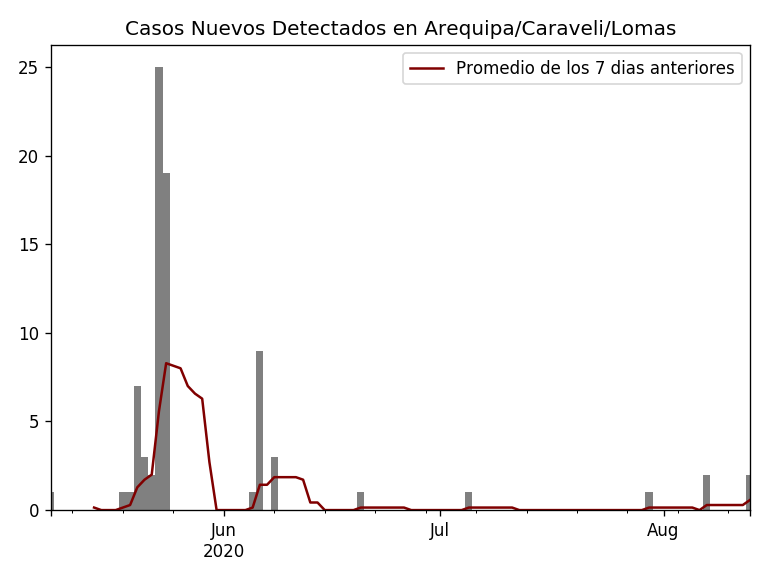 Casos Nuevos Detectados en Arequipa/Caraveli/Lomas
Promedio de los 7 dias anteriores
25
20
15
10
5
0
Jun
2020
Jul
Aug